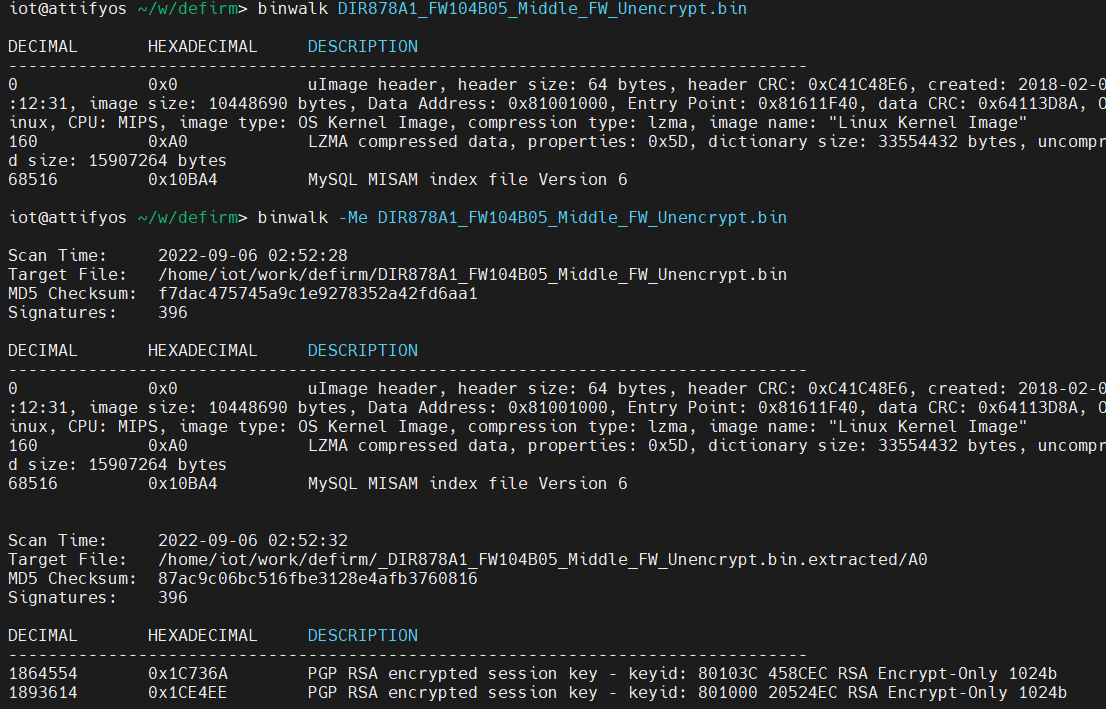 iot@attifyos ~/w/defirm> binwalk DIR878A1_FW104B05_Middle_FW_Unencrypt.bin
DECIMAL       HEXADECIMAL     DESCRIPTION
--------------------------------------------------------------------------------
0             0x0             uImage header, header size: 64 bytes, header CRC: 0xC41C48E6, created: 2018-02-0
:12:31, image size: 10448690 bytes, Data Address: 0x81001000, Entry Point: 0x81611F40, data CRC: 0x64113D8A, O
inux, CPU: MIPS, image type: OS Kernel Image, compression type: lzma, image name: "Linux Kernel Image"
160           0xA0            LZMA compressed data, properties: 0x5D, dictionary size: 33554432 bytes, uncompr
d size: 15907264 bytes
68516         0x10BA4         MySQL MISAM index file Version 6
iot@attifyos ~/w/defirm> binwalk -Me DIR878A1_FW104B05_Middle_FW_Unencrypt.bin
Scan Time:     2022-09-06 02:52:28
Target File:   /home/iot/work/defirm/DIR878A1_FW104B05_Middle_FW_Unencrypt.bin
MD5 Checksum:  f7dac475745a9c1e9278352a42fd6aa1
Signatures:    396
DECIMAL       HEXADECIMAL     DESCRIPTION
--------------------------------------------------------------------------------
0             0x0             uImage header, header size: 64 bytes, header CRC: 0xC41C48E6, created: 2018-02-0
:12:31, image size: 10448690 bytes, Data Address: 0x81001000, Entry Point: 0x81611F40, data CRC: 0x64113D8A, O
inux, CPU: MIPS, image type: OS Kernel Image, compression type: lzma, image name: "Linux Kernel Image"
160           0xA0            LZMA compressed data, properties: 0x5D, dictionary size: 33554432 bytes, uncompr
d size: 15907264 bytes
68516         0x10BA4         MySQL MISAM index file Version 6
Scan Time:     2022-09-06 02:52:32
Target File:   /home/iot/work/defirm/_DIR878A1_FW104B05_Middle_FW_Unencrypt.bin.extracted/A0
MD5 Checksum:  87ac9c06bc516fbe3128e4afb3760816
Signatures:    396
DECIMAL       HEXADECIMAL     DESCRIPTION
--------------------------------------------------------------------------------
1864554       0x1C736A        PGP RSA encrypted session key - keyid: 80103C 458CEC RSA Encrypt-Only 1024b
1893614       0x1CE4EE        PGP RSA encrypted session key - keyid: 801000 20524EC RSA Encrypt-Only 1024b